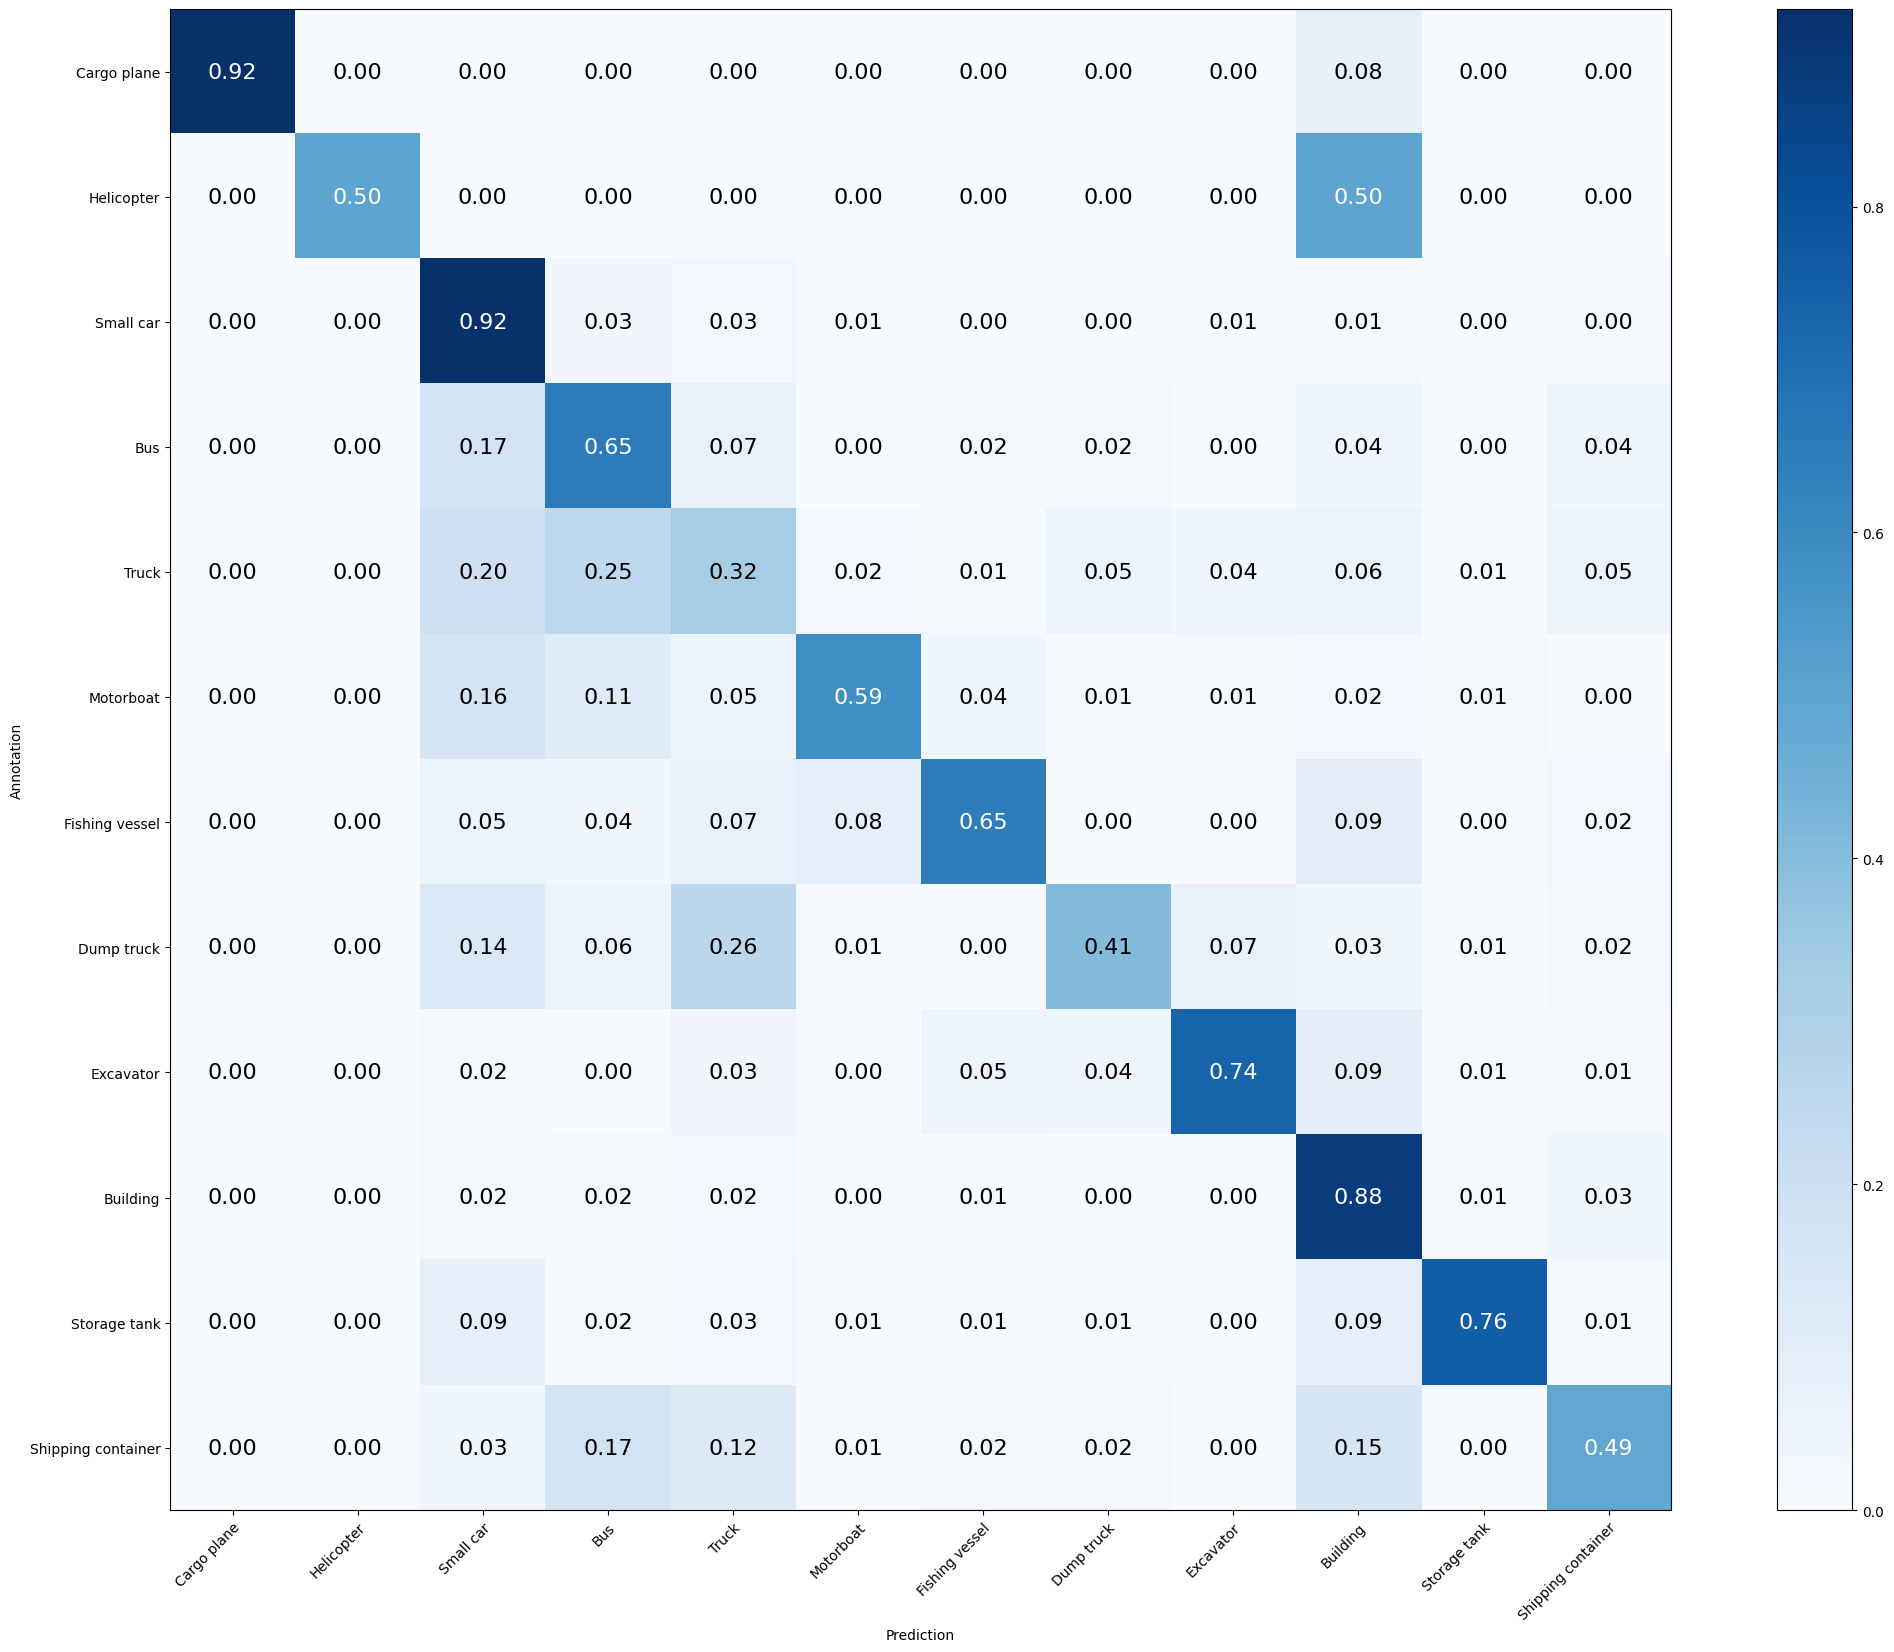 Cargo plane 0.92 0.00 0.00 0.00 0.00 0.00 0.00 0.00 0.00 0.08 0.00 0.00
Helicopter 0.00 0.50 0.00 0.00 0.00 0.00 0.00 0.00 0.00 0.50 0.00 0.00
0.8
Small car 0.00 0.00 0.92 0.03 0.03 0.01 0.00 0.00 0.01 0.01 0.00 0.00
Bus 0.00 0.00 0.17 0.65 0.07 0.00 0.02 0.02 0.00 0.04 0.00 0.04
0.6
Truck 0.00 0.00 0.20 0.25 0.32 0.02 0.01 0.05 0.04 0.06 0.01 0.05
Motorboat 0.00 0.00 0.16 0.11 0.05 0.59 0.04 0.01 0.01 0.02 0.01 0.00
Annotation
Fishing vessel 0.00 0.00 0.05 0.04 0.07 0.08 0.65 0.00 0.00 0.09 0.00 0.02
0.4
Dump truck 0.00 0.00 0.14 0.06 0.26 0.01 0.00 0.41 0.07 0.03 0.01 0.02
Excavator 0.00 0.00 0.02 0.00 0.03 0.00 0.05 0.04 0.74 0.09 0.01 0.01
0.2
Building 0.00 0.00 0.02 0.02 0.02 0.00 0.01 0.00 0.00 0.88 0.01 0.03
Storage tank 0.00 0.00 0.09 0.02 0.03 0.01 0.01 0.01 0.00 0.09 0.76 0.01
Shipping container 0.00 0.00 0.03 0.17 0.12 0.01 0.02 0.02 0.00 0.15 0.00 0.49
0.0
Cargo plane
Helicopter
Small car
Bus
Truck
Motorboat
Fishing vessel
Dump truck
Excavator
Building
Storage tank
Shipping container
Prediction